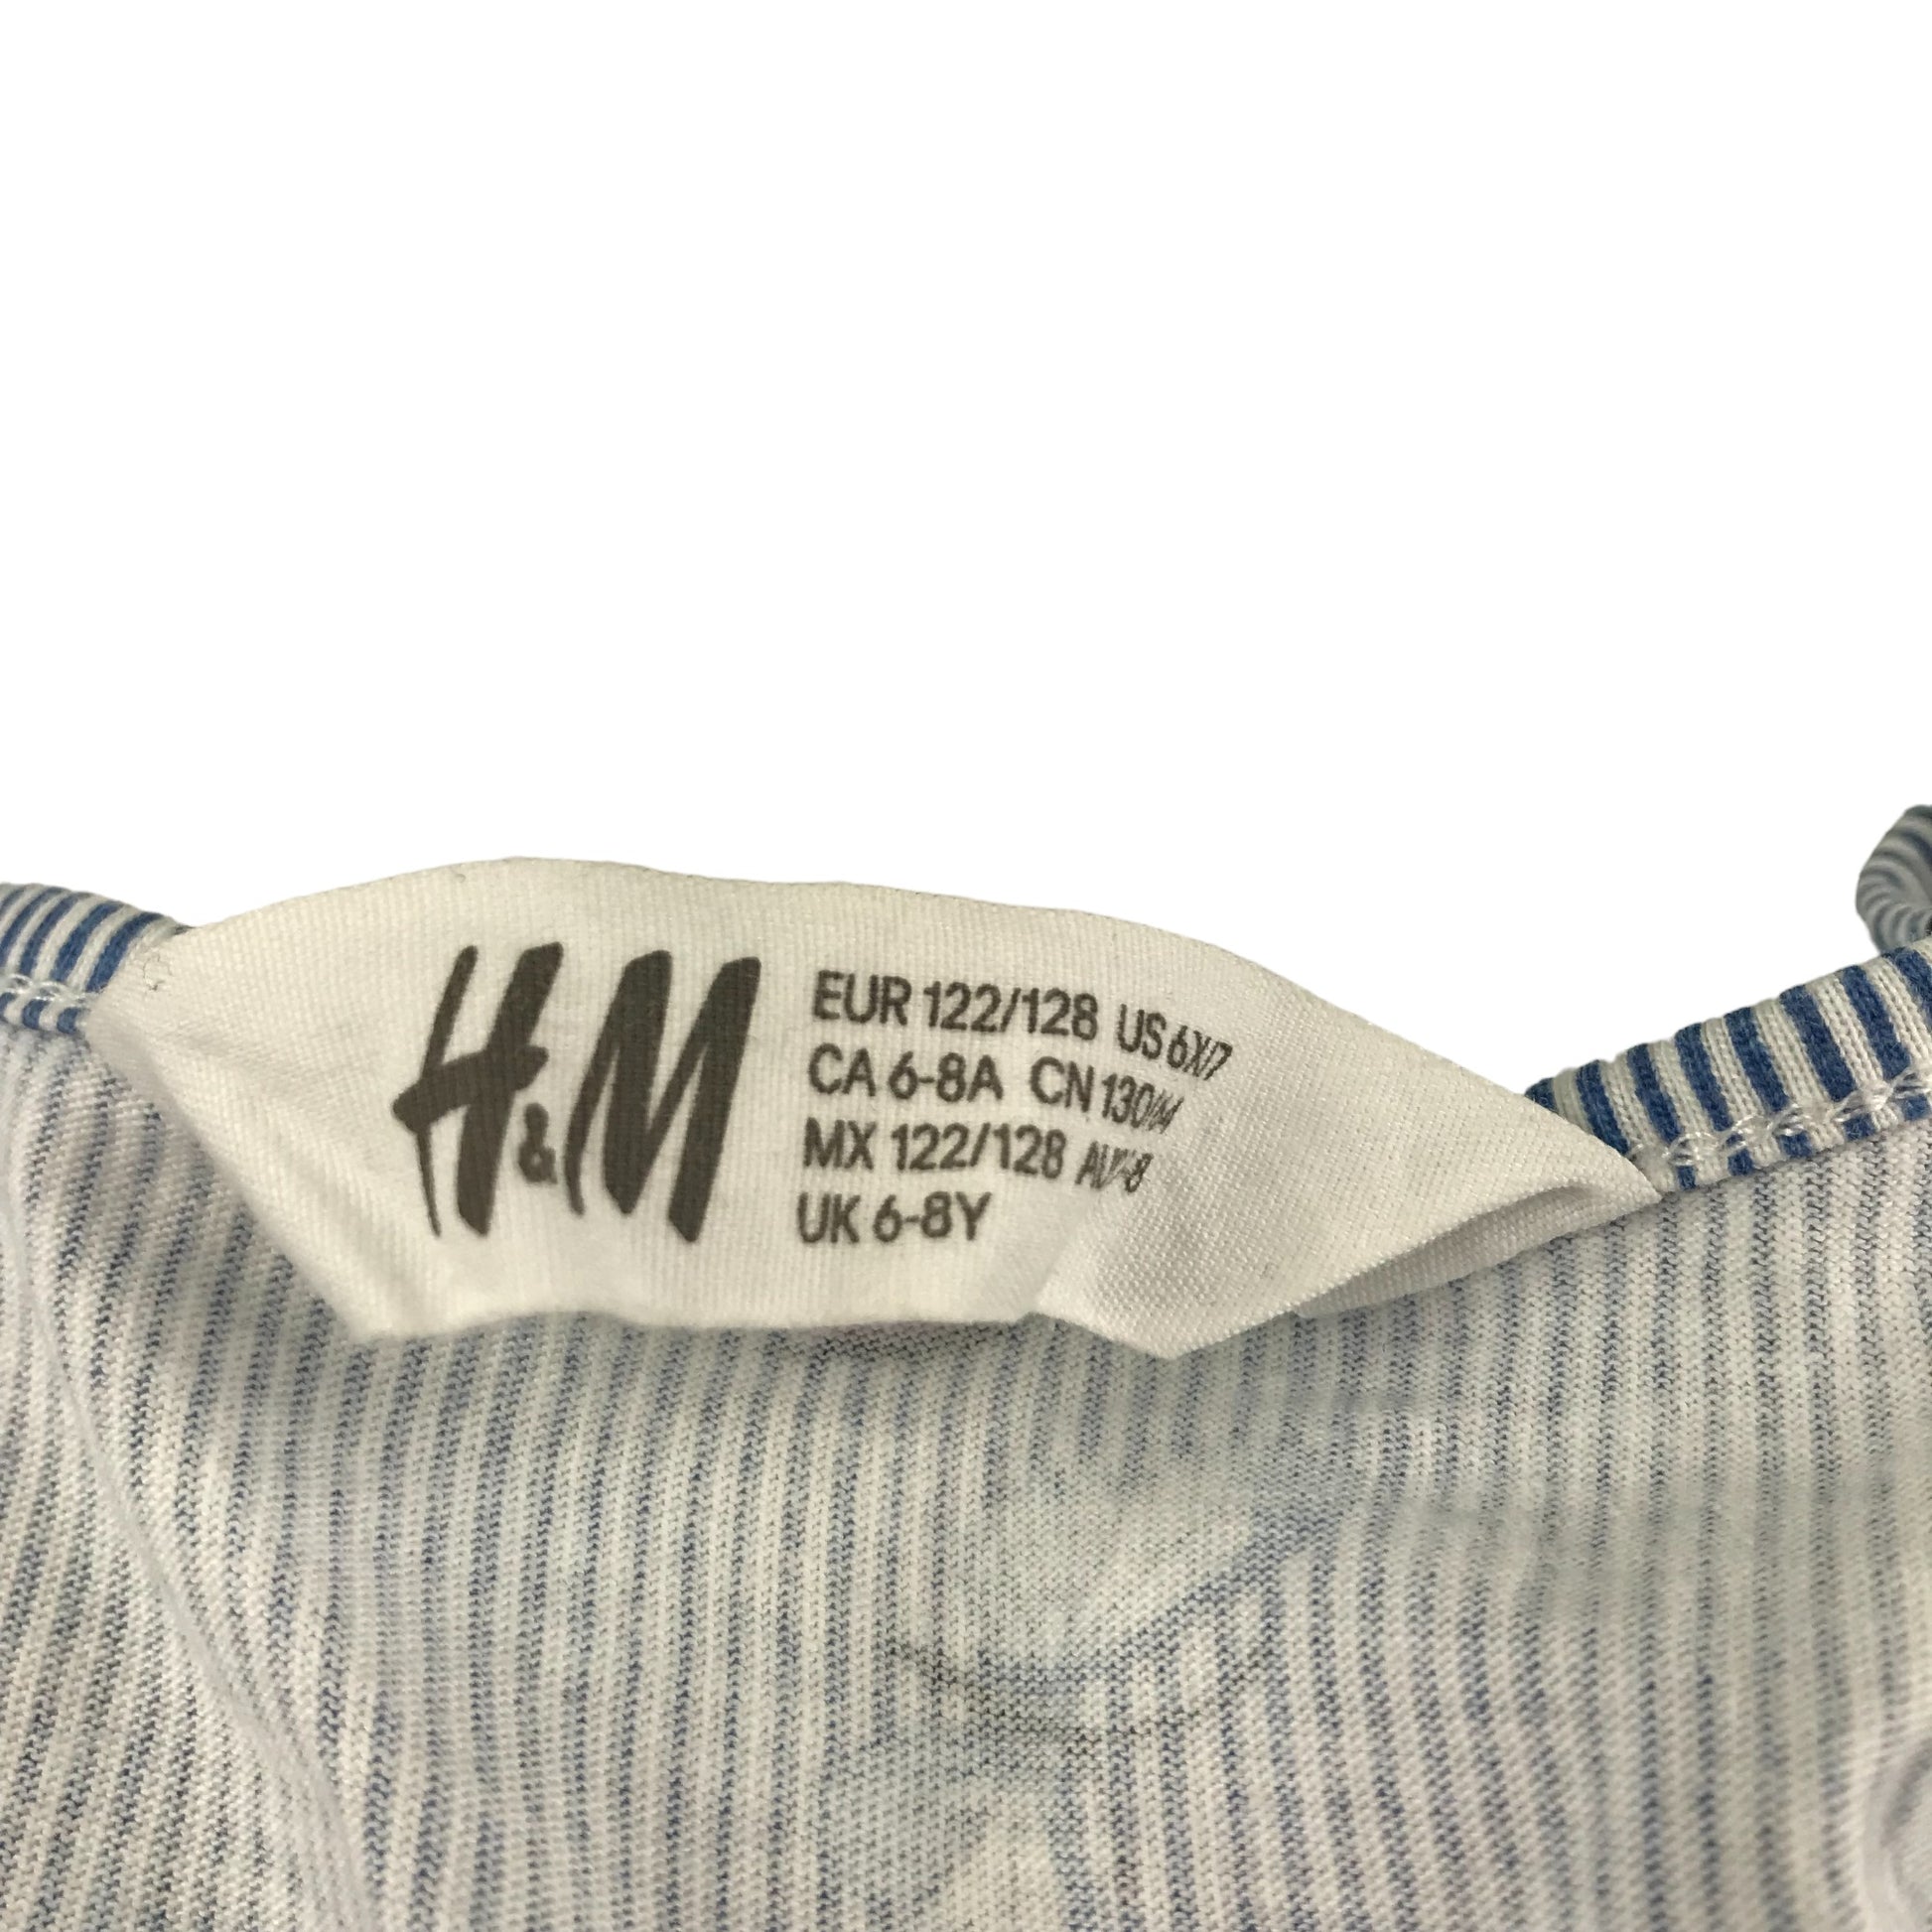 H&M
EUR 122/128 US 6X/7
CA 6-8A CN 130/
MX 122/128
UK 6-8Y